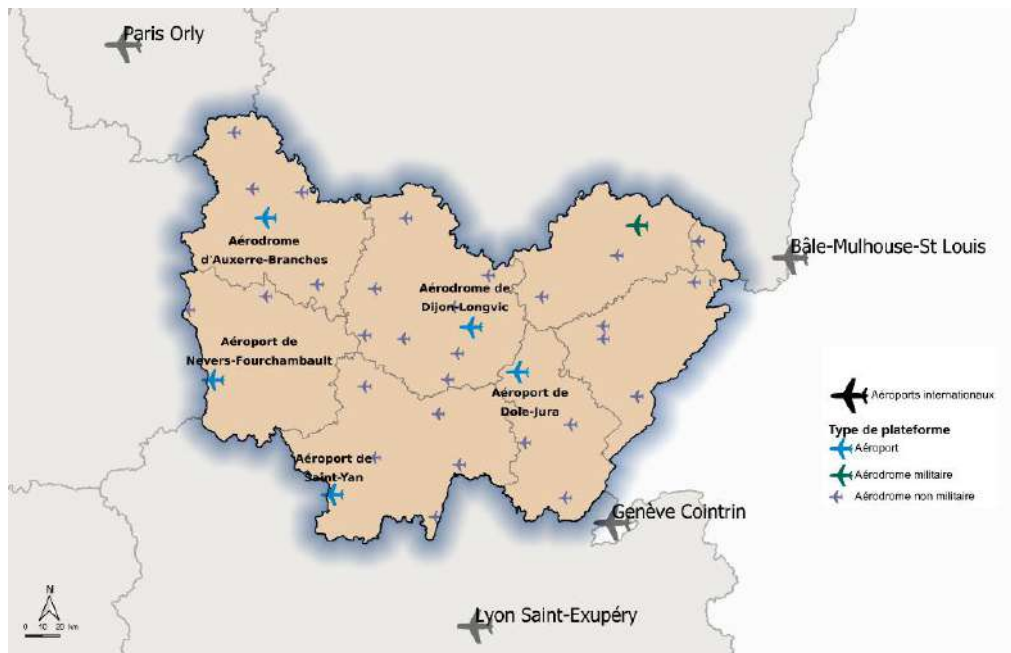 Paris Orly
Aérodrome
d'Auxerre-Branches
Bâle-Mulhouse-St Louis
Aérodrome de
Dijon-Longvic
Aéroport de
Nevers-Fourchambault
Aéroport de
Dole-Jura
Aéroports internationaux
Type de plateforme
Aéroport
Aérodrome militaire
Aérodrome non militaire
Aéroport de
Saint-Yan
Genève Cointrin
Lyon Saint-Exupéry
N
0 10 20 km